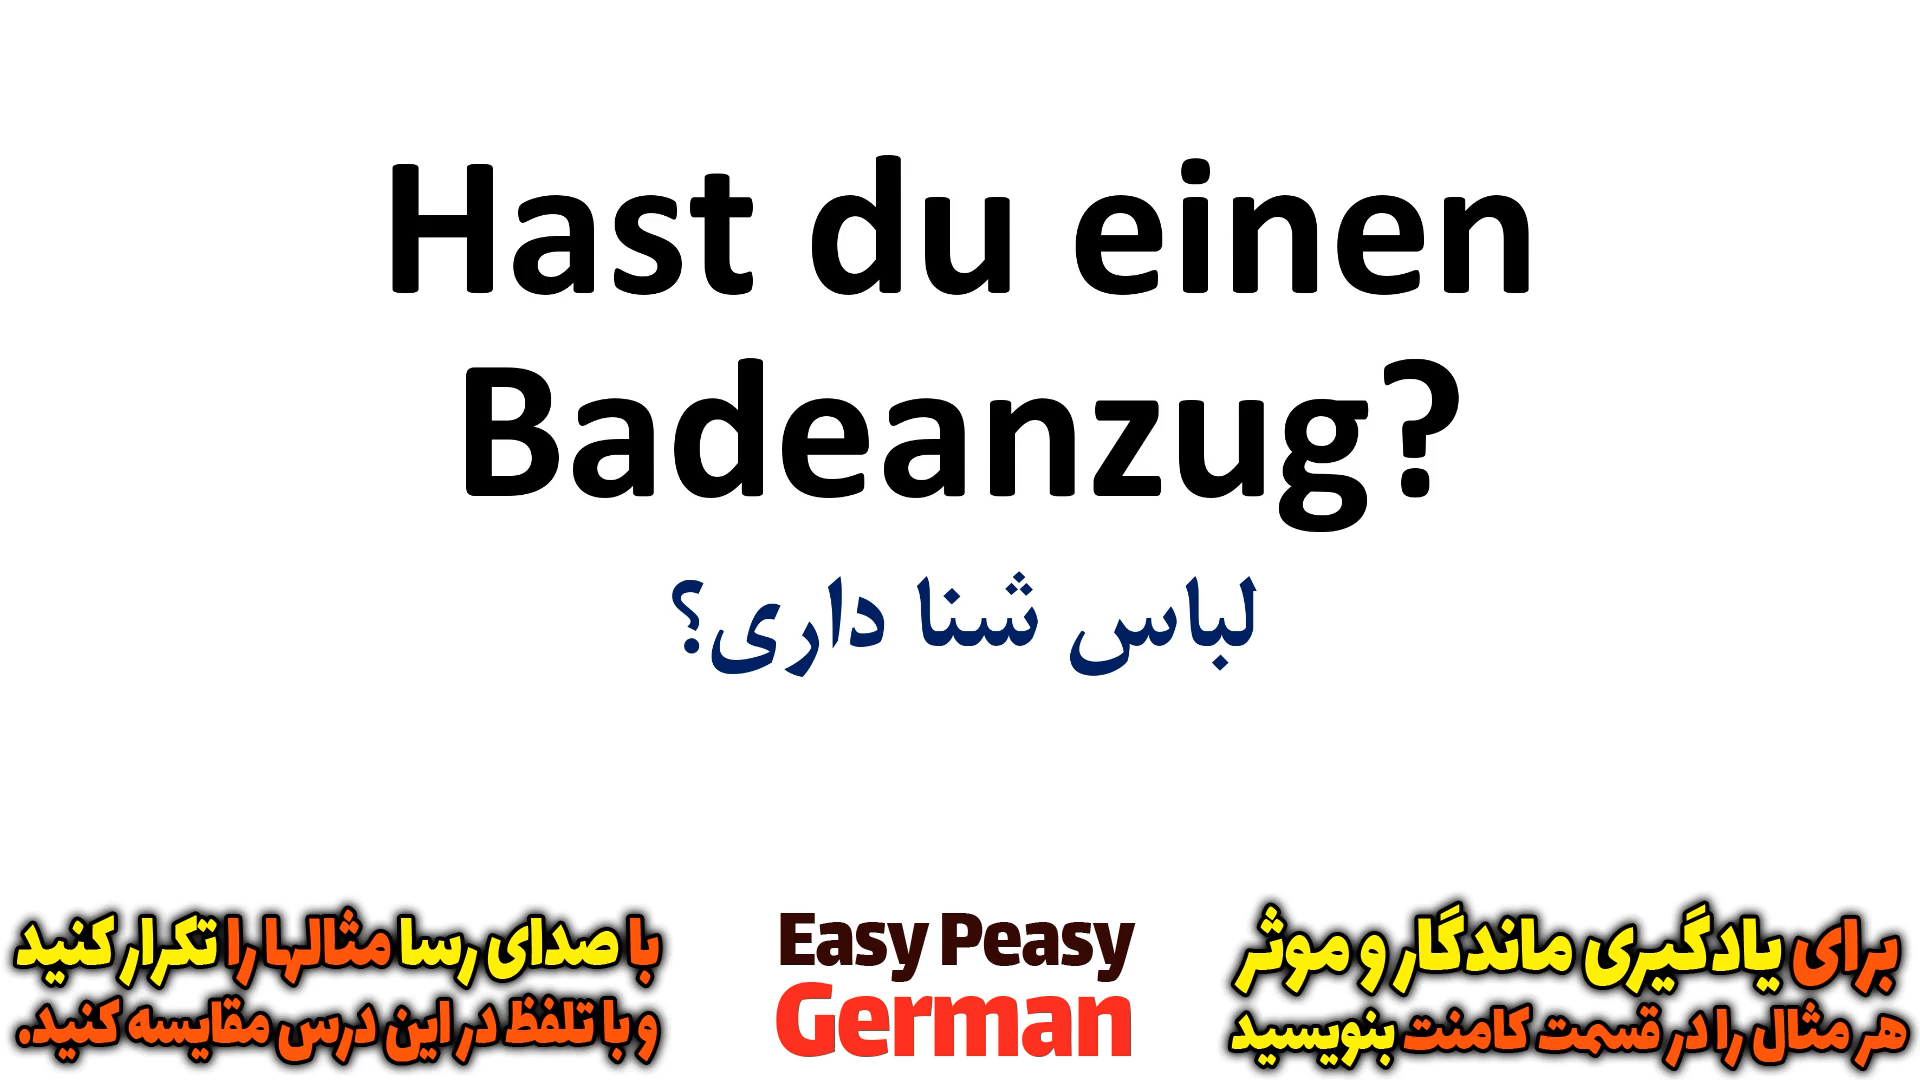 Hast du einen
Badeanzug?
لباس شنا داری؟
با صدای رسا مثالها را تکرار کنید
و با تلفظ در این درس مقایسه کنید.
Easy Peasy
German
برای یادگیری ماندگار و موثر
هر مثال را در قسمت کامنت بنویسید